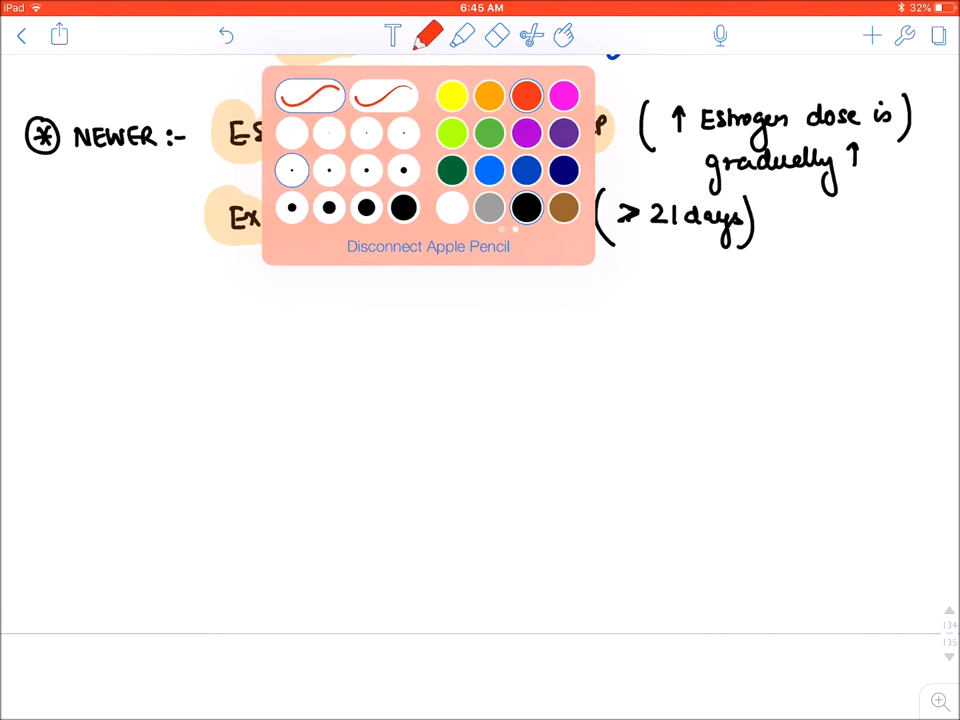 iPad 6:45 AM 32%
T
* NEWER :- ES P ( ↑ Estrogen dose is )
gradually ↑
Ex ( ⩾ 21 days )
Disconnect Apple Pencil
134
135